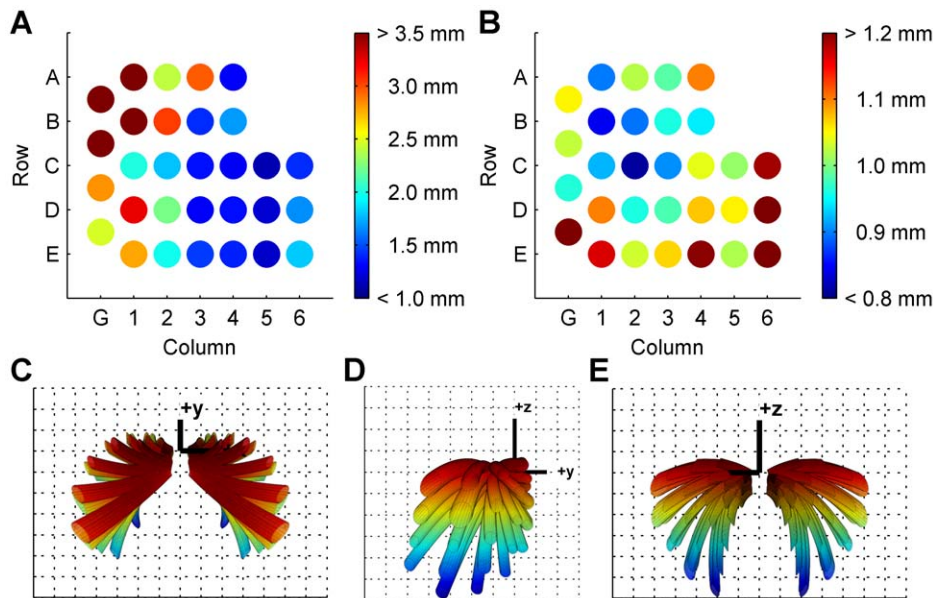 A
Row
A
B
C
D
E
G 1 2 3 4 5 6
Column
> 3.5 mm
3.0 mm
2.5 mm
2.0 mm
1.5 mm
< 1.0 mm
B
Row
A
B
C
D
E
G 1 2 3 4 5 6
Column
> 1.2 mm
1.1 mm
1.0 mm
0.9 mm
< 0.8 mm
C
+y
D
+z
+y
E
+z